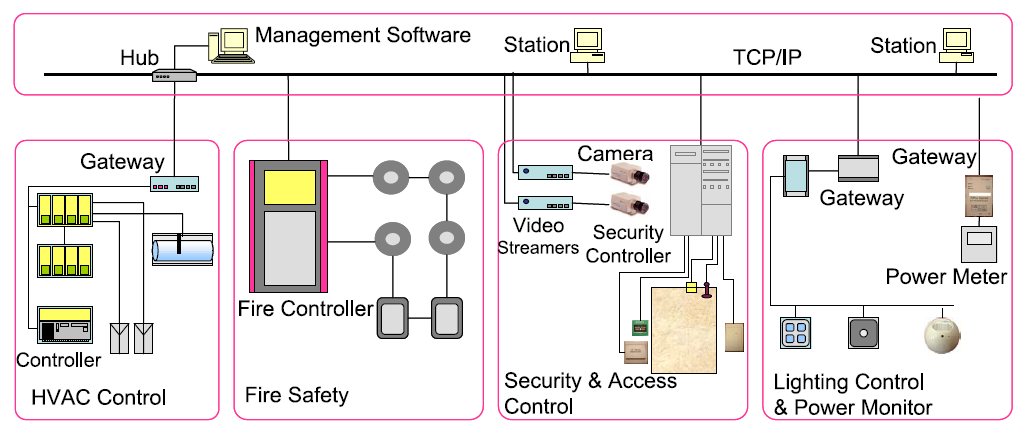 Management Software
Hub
Station
TCP/IP
Station
Gateway
Controller
HVAC Control
Fire Controller
Fire Safety
Camera
Video
Streamers
Security
Controller
Security & Access
Control
Gateway
Gateway
Power Meter
Lighting Control
& Power Monitor